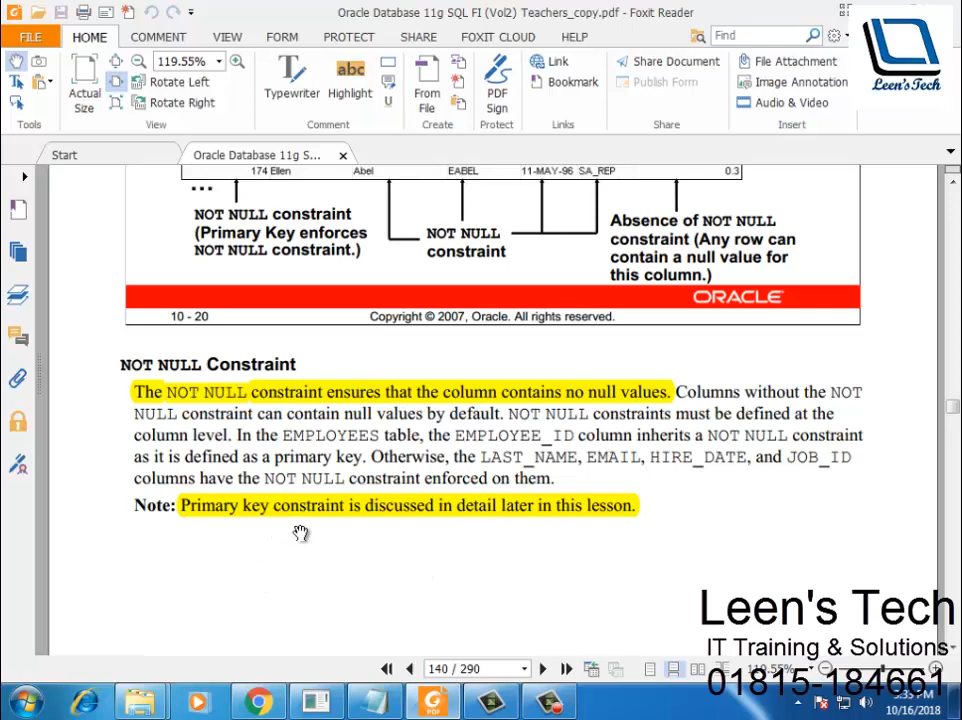 Oracle Database 11g SQL FI (Vol2) Teachers_copy.pdf - Foxit Reader
FILE HOME COMMENT VIEW FORM PROTECT SHARE FOXIT CLOUD HELP Find
Leen'sTech
Actual Size
119.55%
Rotate Left
Rotate Right
Typewriter
Highlight
From File
PDF Sign
Link
Bookmark
Share Document
Publish Form
File Attachment
Image Annotation
Audio & Video
Tools View Comment Create Protect Links Share Insert
Start Oracle Database 11g S...
174 Ellen Abel EABEL 11-MAY-96 SA_REP 0.3
...
NOT NULL constraint
(Primary Key enforces
NOT NULL constraint.)
NOT NULL
constraint
Absence of NOT NULL
constraint (Any row can
contain a null value for
this column.)
ORACLE
10 - 20 Copyright © 2007, Oracle. All rights reserved.
NOT NULL Constraint
The NOT NULL constraint ensures that the column contains no null values. Columns without the NOT
NULL constraint can contain null values by default. NOT NULL constraints must be defined at the
column level. In the EMPLOYEES table, the EMPLOYEE_ID column inherits a NOT NULL constraint
as it is defined as a primary key. Otherwise, the LAST_NAME, EMAIL, HIRE_DATE, and JOB_ID
columns have the NOT NULL constraint enforced on them.
Note: Primary key constraint is discussed in detail later in this lesson.
Leen's Tech
IT Training & Solutions
01815-184661
140 / 290
119.55%
10/16/2018